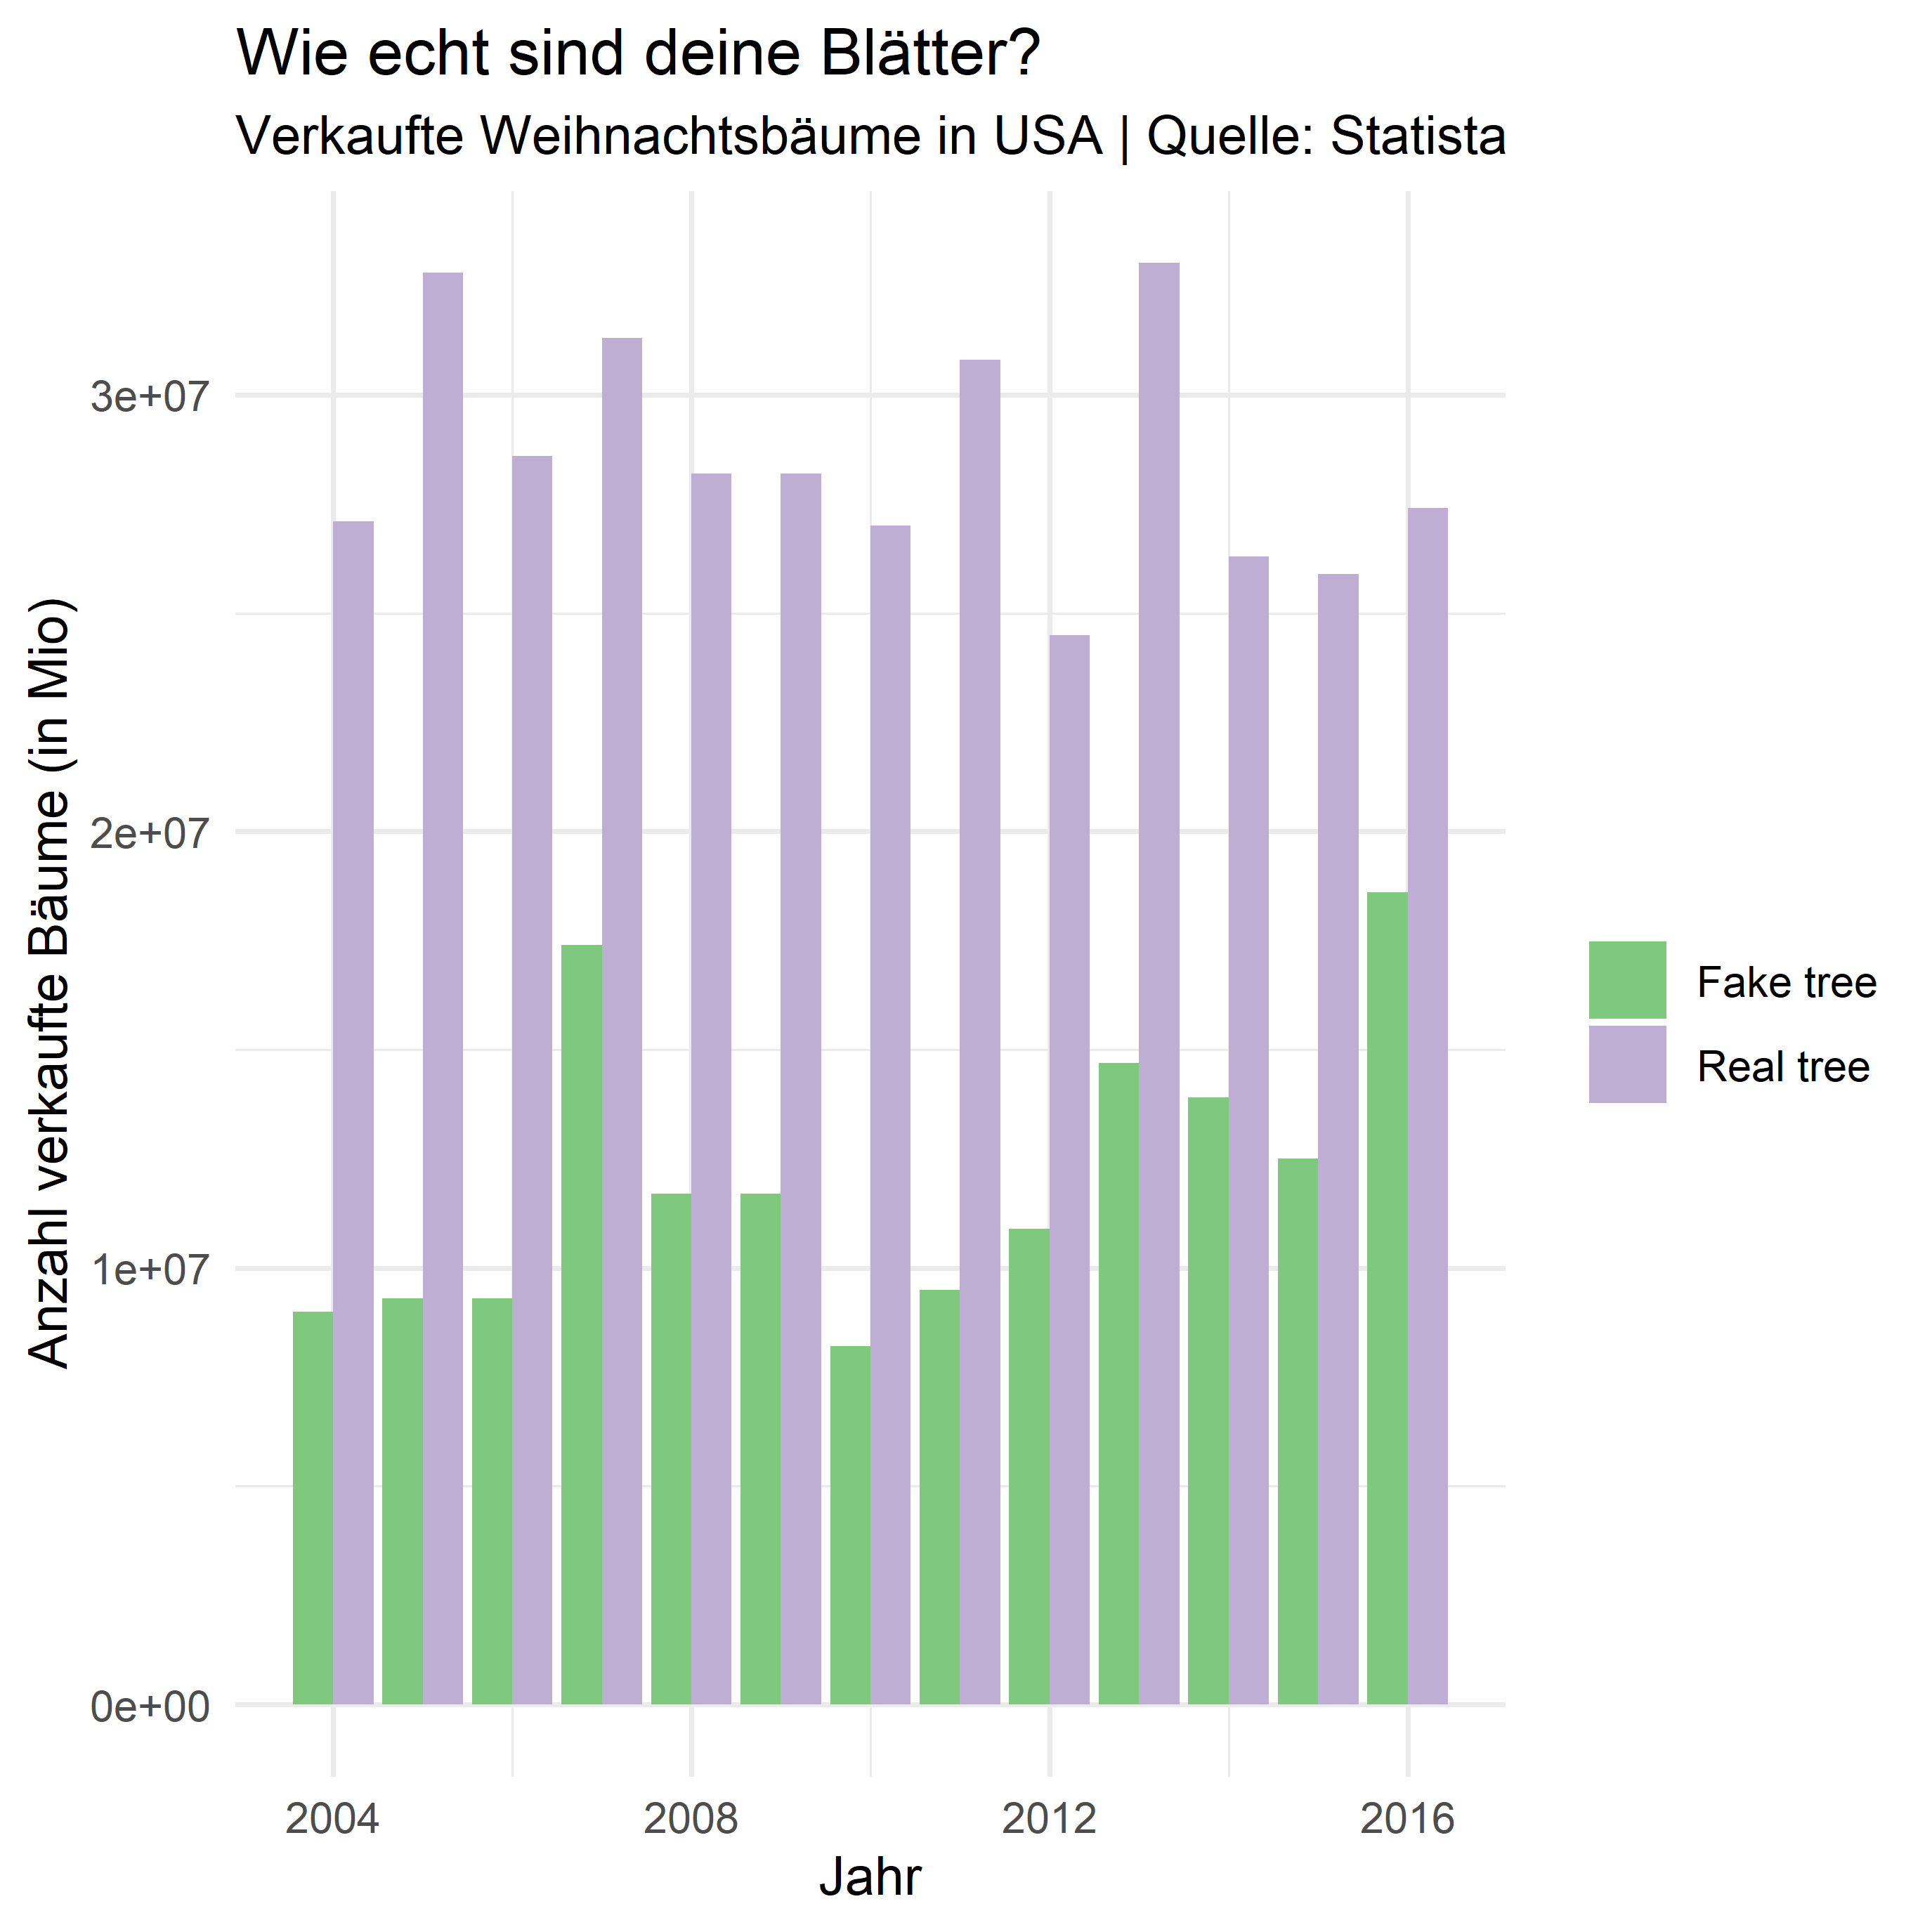 Wie echt sind deine Blätter?
Verkaufte Weihnachtsbäume in USA | Quelle: Statista
Anzahl verkaufte Bäume (in Mio)
3e+07
2e+07
1e+07
0e+00
2004 2008 2012 2016
Jahr
Fake tree
Real tree